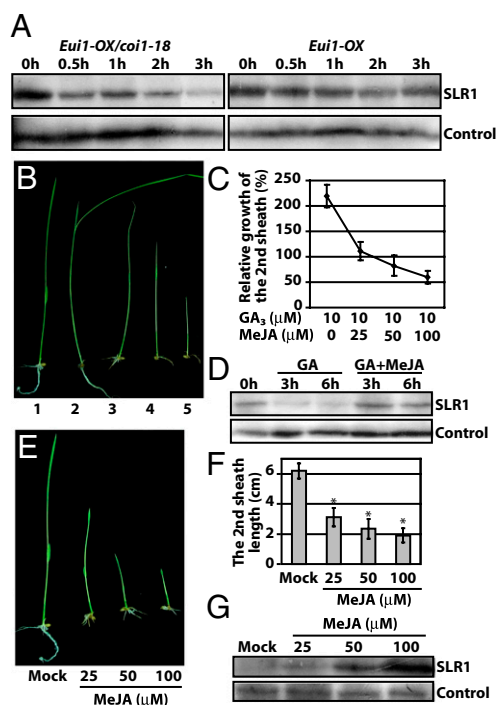 A
Eui1-OX/coi1-18 Eui1-OX
0h 0.5h 1h 2h 3h 0h 0.5h 1h 2h 3h
SLR1
Control
B
1 2 3 4 5
C
Relative growth of
the 2nd sheath (%)
250
200
150
100
50
0
GA₃ (μM) 10 10 10 10
MeJA (μM) 0 25 50 100
D
GA GA+MeJA
0h 3h 6h 3h 6h
SLR1
Control
E
Mock 25 50 100
MeJA (μM)
F
The 2nd sheath
length (cm)
6
4
2
0
* * *
Mock 25 50 100
MeJA (μM)
G
MeJA (μM)
Mock 25 50 100
SLR1
Control